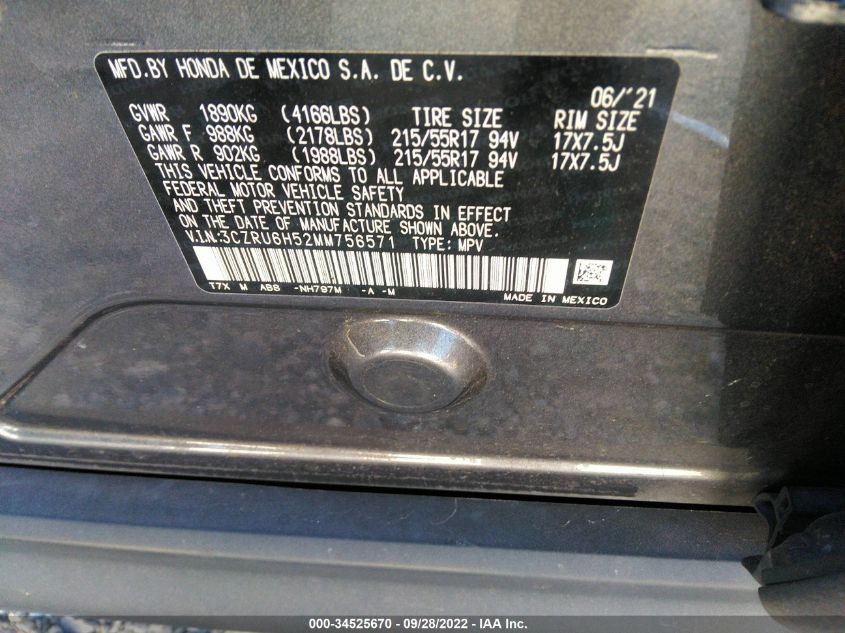 MFD.BY HONDA DE MEXICO S.A. DE C.V.
06/'21
GVWR 1890KG (4166LBS) TIRE SIZE RIM SIZE
GAWR F 988KG (2178LBS) 215/55R17 94V 17X7.5J
GAWR R 902KG (1988LBS) 215/55R17 94V 17X7.5J
THIS VEHICLE CONFORMS TO ALL APPLICABLE
FEDERAL MOTOR VEHICLE SAFETY
AND THEFT PREVENTION STANDARDS IN EFFECT
ON THE DATE OF MANUFACTURE SHOWN ABOVE.
V.I.N.:3CZRU6H52MM756571 TYPE: MPV
T7X M ABB -NH797M -A -M
MADE IN MEXICO
000-34525670 - 09/28/2022 - IAA Inc.